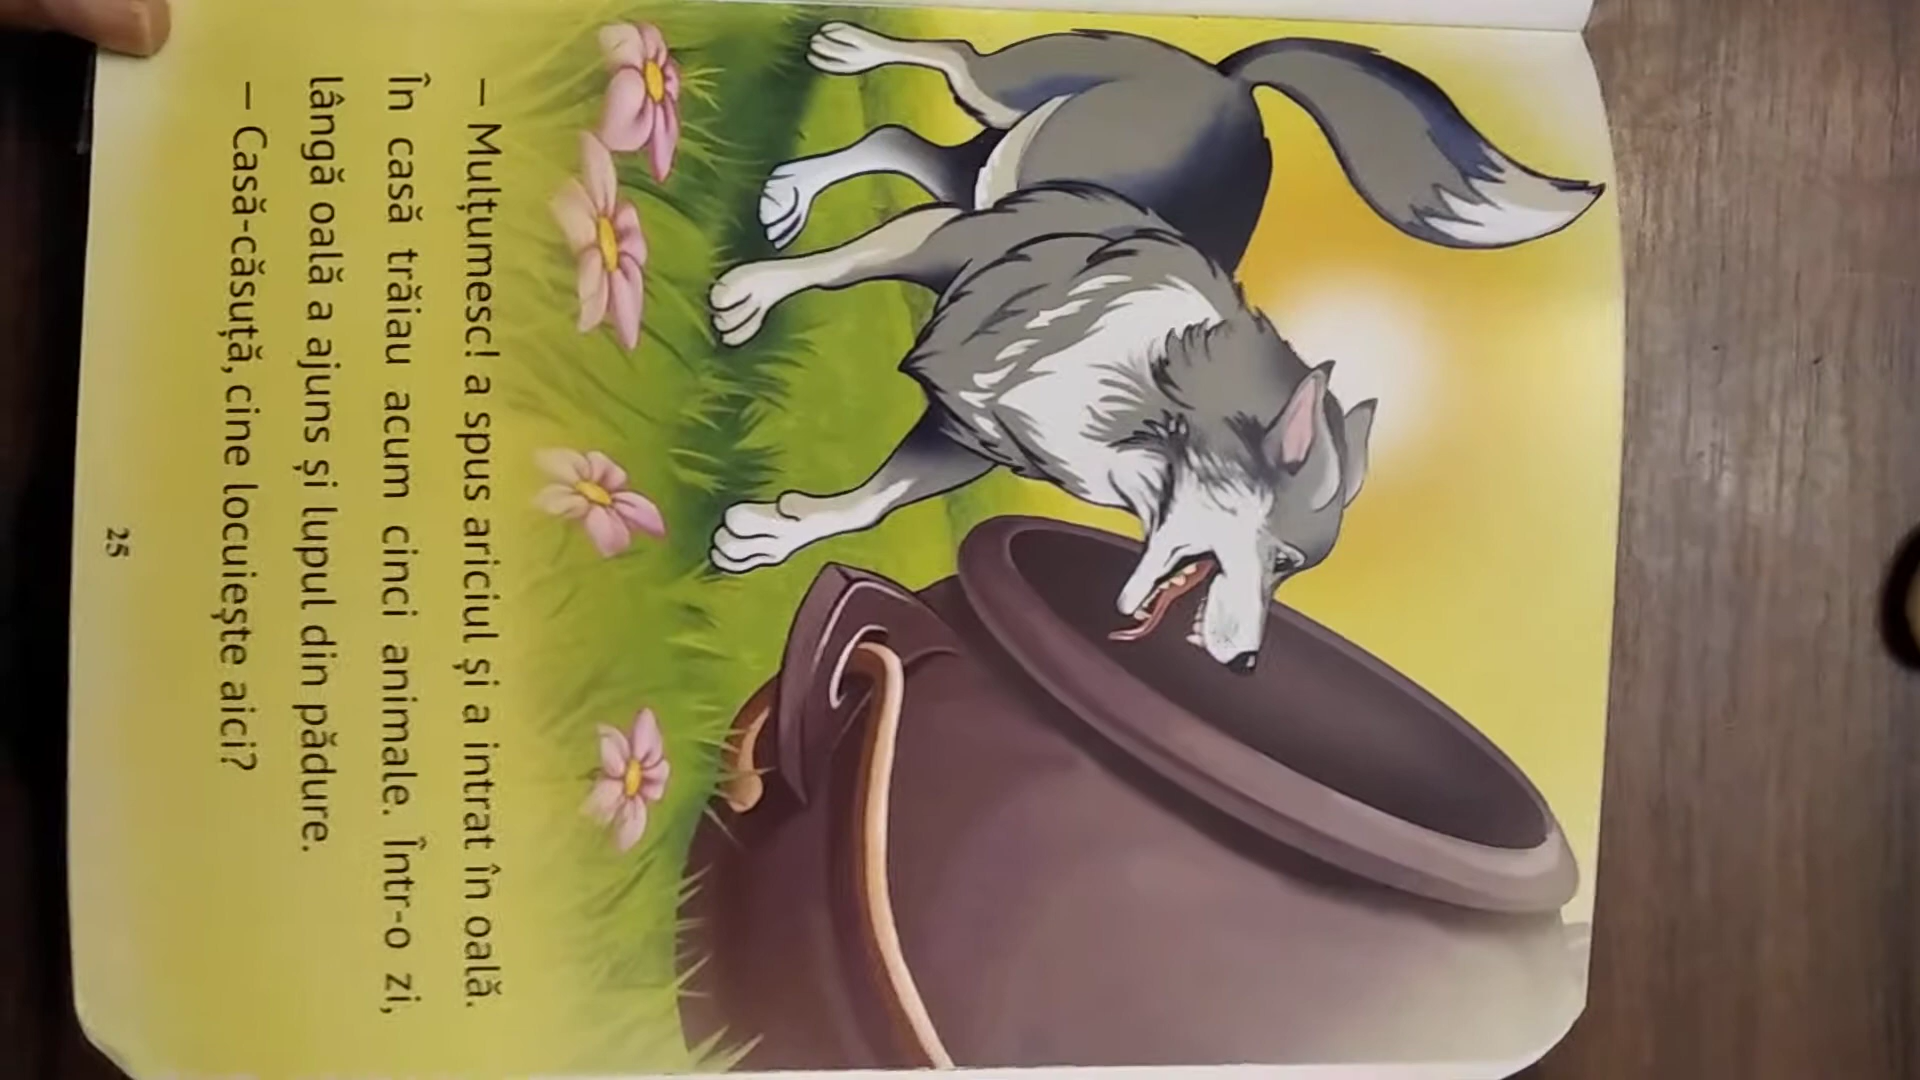 – Mulțumesc! a spus ariciul și a intrat în oală.
În casă trăiau acum cinci animale. Într-o zi,
lângă oală a ajuns și lupul din pădure.
– Casă-căsuță, cine locuiește aici?
25